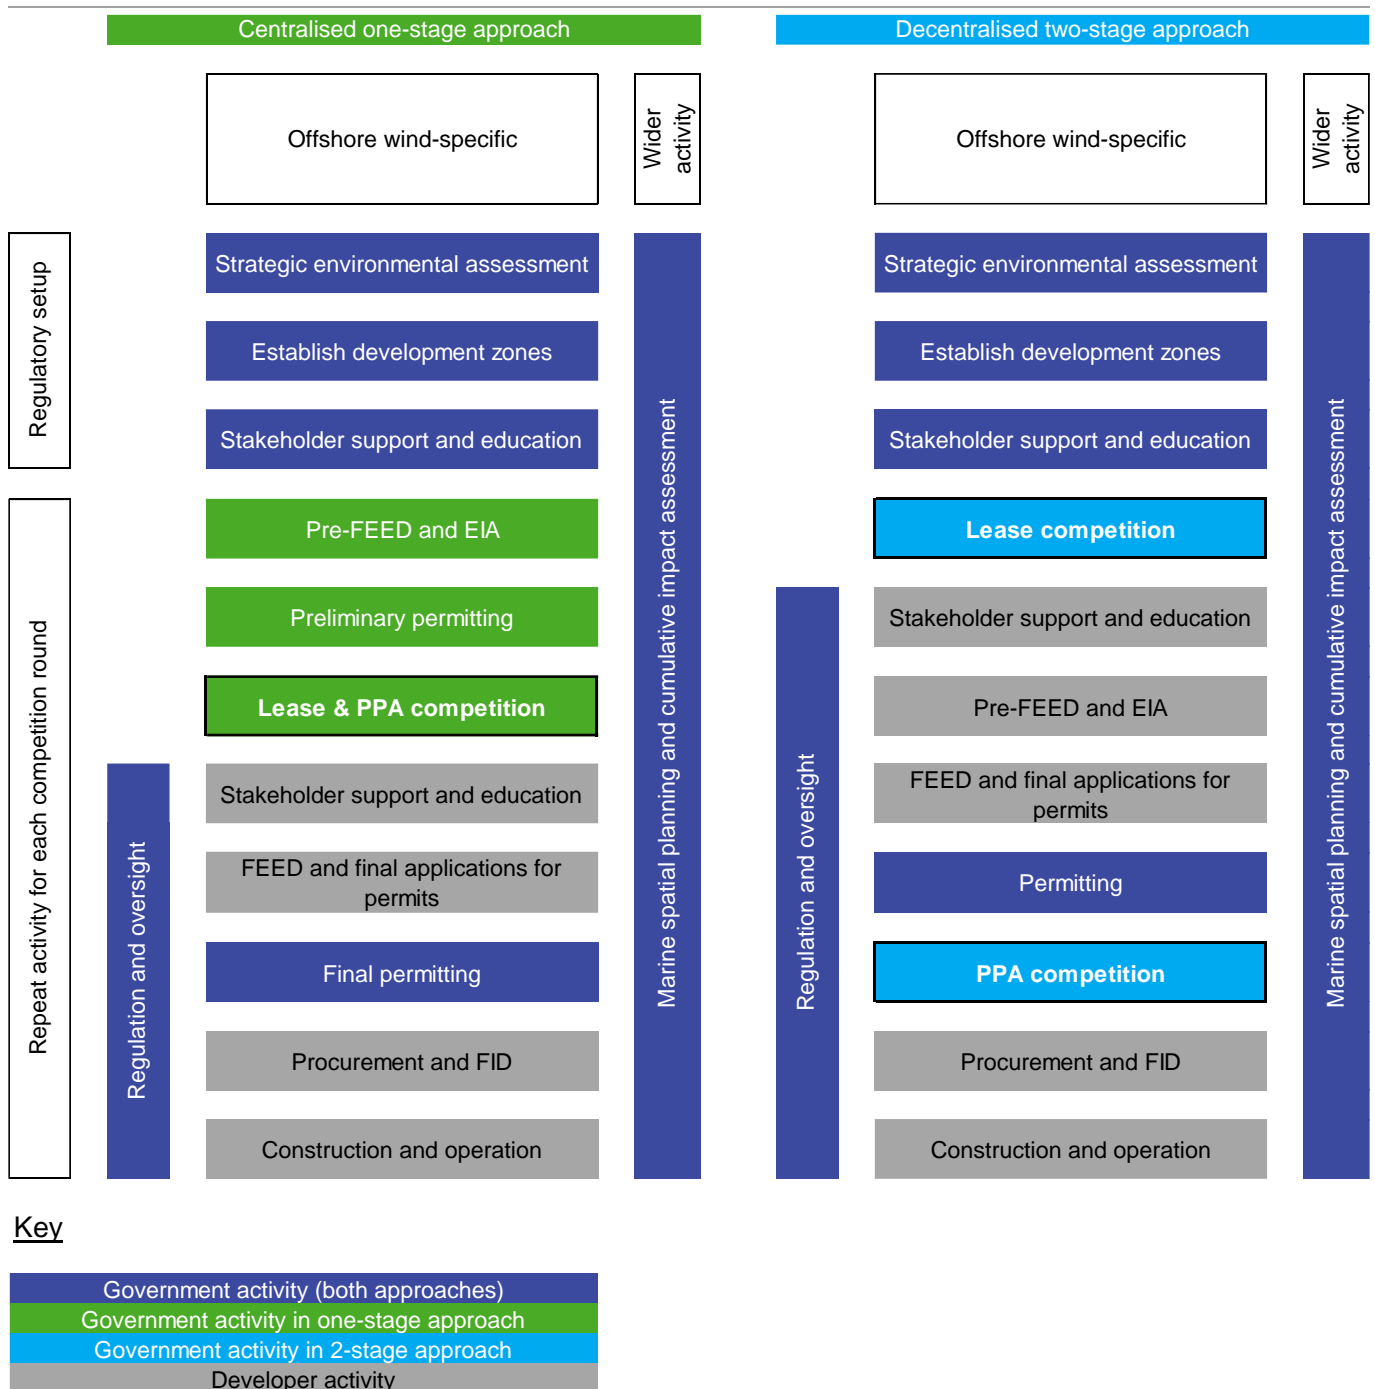 Centralised one-stage approach
Decentralised two-stage approach
Offshore wind-specific
Wider
activity
Offshore wind-specific
Wider
activity
Regulatory setup
Strategic environmental assessment
Establish development zones
Stakeholder support and education
Repeat activity for each competition round
Pre-FEED and EIA
Preliminary permitting
Lease & PPA competition
Regulation and oversight
Stakeholder support and education
FEED and final applications for
permits
Final permitting
Procurement and FID
Construction and operation
Marine spatial planning and cumulative impact assessment
Strategic environmental assessment
Establish development zones
Stakeholder support and education
Lease competition
Regulation and oversight
Stakeholder support and education
Pre-FEED and EIA
FEED and final applications for
permits
Permitting
PPA competition
Procurement and FID
Construction and operation
Marine spatial planning and cumulative impact assessment
Key
Government activity (both approaches)
Government activity in one-stage approach
Government activity in 2-stage approach
Developer activity